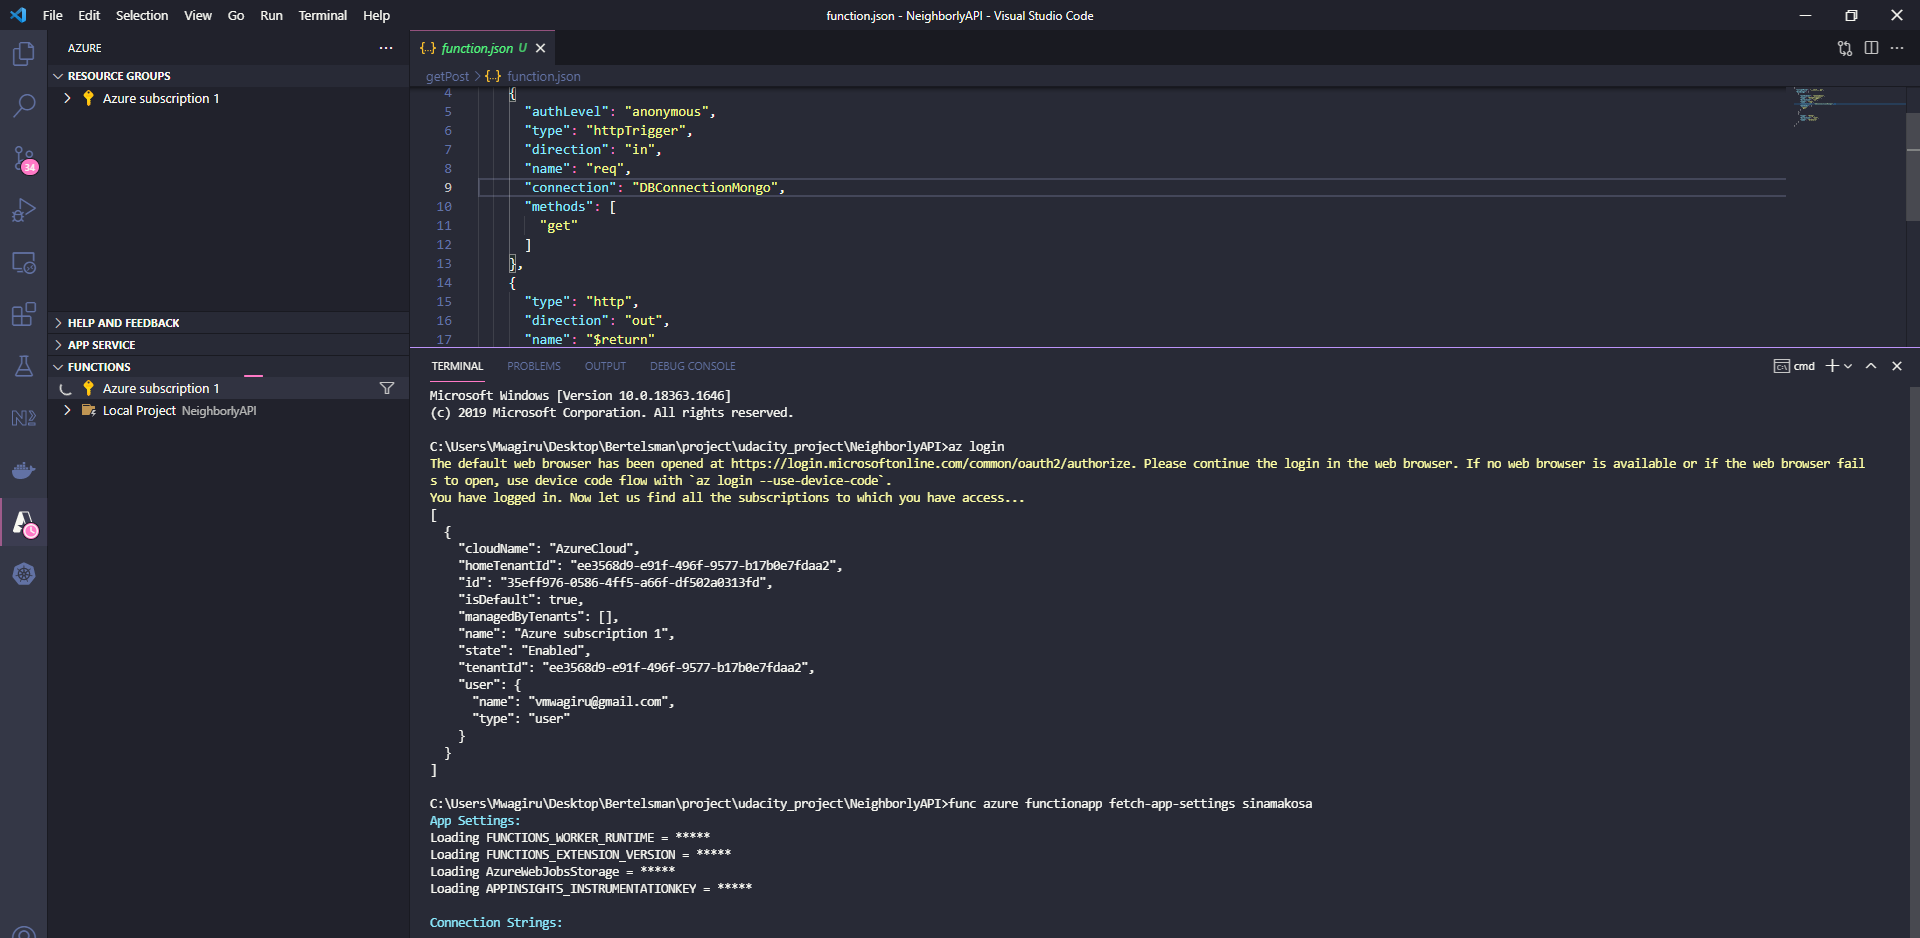 File Edit Selection View Go Run Terminal Help
function.json - NeighborlyAPI - Visual Studio Code
AZURE
RESOURCE GROUPS
Azure subscription 1
34
HELP AND FEEDBACK
APP SERVICE
FUNCTIONS
Azure subscription 1
Local Project NeighborlyAPI
{..} function.json U
getPost > {..} function.json
4 {
5 "authLevel": "anonymous",
6 "type": "httpTrigger",
7 "direction": "in",
8 "name": "req",
9 "connection": "DBConnectionMongo",
10 "methods": [
11 "get"
12 ]
13 },
14 {
15 "type": "http",
16 "direction": "out",
17 "name": "$return"
TERMINAL PROBLEMS OUTPUT DEBUG CONSOLE
cmd
Microsoft Windows [Version 10.0.18363.1646]
(c) 2019 Microsoft Corporation. All rights reserved.
C:\Users\Mwagiru\Desktop\Bertelsman\project\udacity_project\NeighborlyAPI>az login
The default web browser has been opened at https://login.microsoftonline.com/common/oauth2/authorize. Please continue the login in the web browser. If no web browser is available or if the web browser fail
s to open, use device code flow with `az login --use-device-code`.
You have logged in. Now let us find all the subscriptions to which you have access...
[
{
"cloudName": "AzureCloud",
"homeTenantId": "ee3568d9-e91f-496f-9577-b17b0e7fdaa2",
"id": "35eff976-0586-4ff5-a66f-df502a0313fd",
"isDefault": true,
"managedByTenants": [],
"name": "Azure subscription 1",
"state": "Enabled",
"tenantId": "ee3568d9-e91f-496f-9577-b17b0e7fdaa2",
"user": {
"name": "vmwagiru@gmail.com",
"type": "user"
}
}
]
C:\Users\Mwagiru\Desktop\Bertelsman\project\udacity_project\NeighborlyAPI>func azure functionapp fetch-app-settings sinamakosa
App Settings:
Loading FUNCTIONS_WORKER_RUNTIME = *****
Loading FUNCTIONS_EXTENSION_VERSION = *****
Loading AzureWebJobsStorage = *****
Loading APPINSIGHTS_INSTRUMENTATIONKEY = *****
Connection Strings: